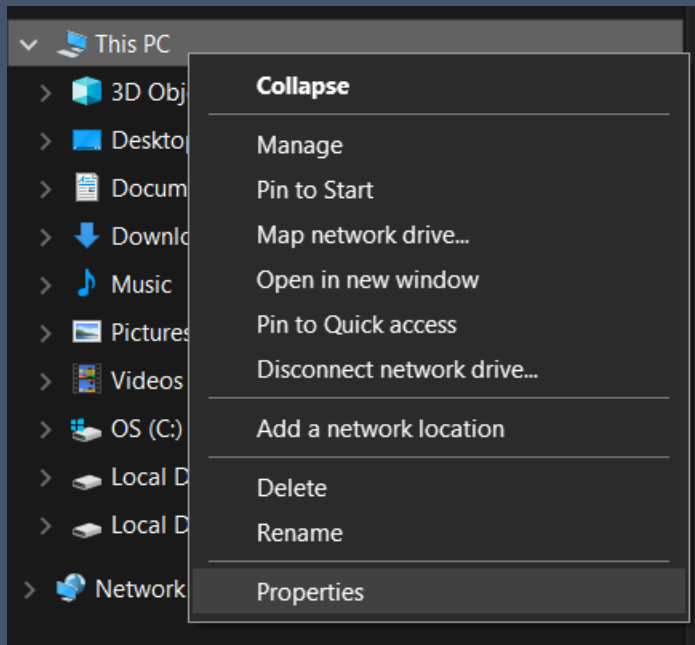 This PC
3D Obj
Desktop
Docum
Downlo
Music
Pictures
Videos
OS (C:)
Local D
Local D
Network
Collapse
Manage
Pin to Start
Map network drive...
Open in new window
Pin to Quick access
Disconnect network drive...
Add a network location
Delete
Rename
Properties